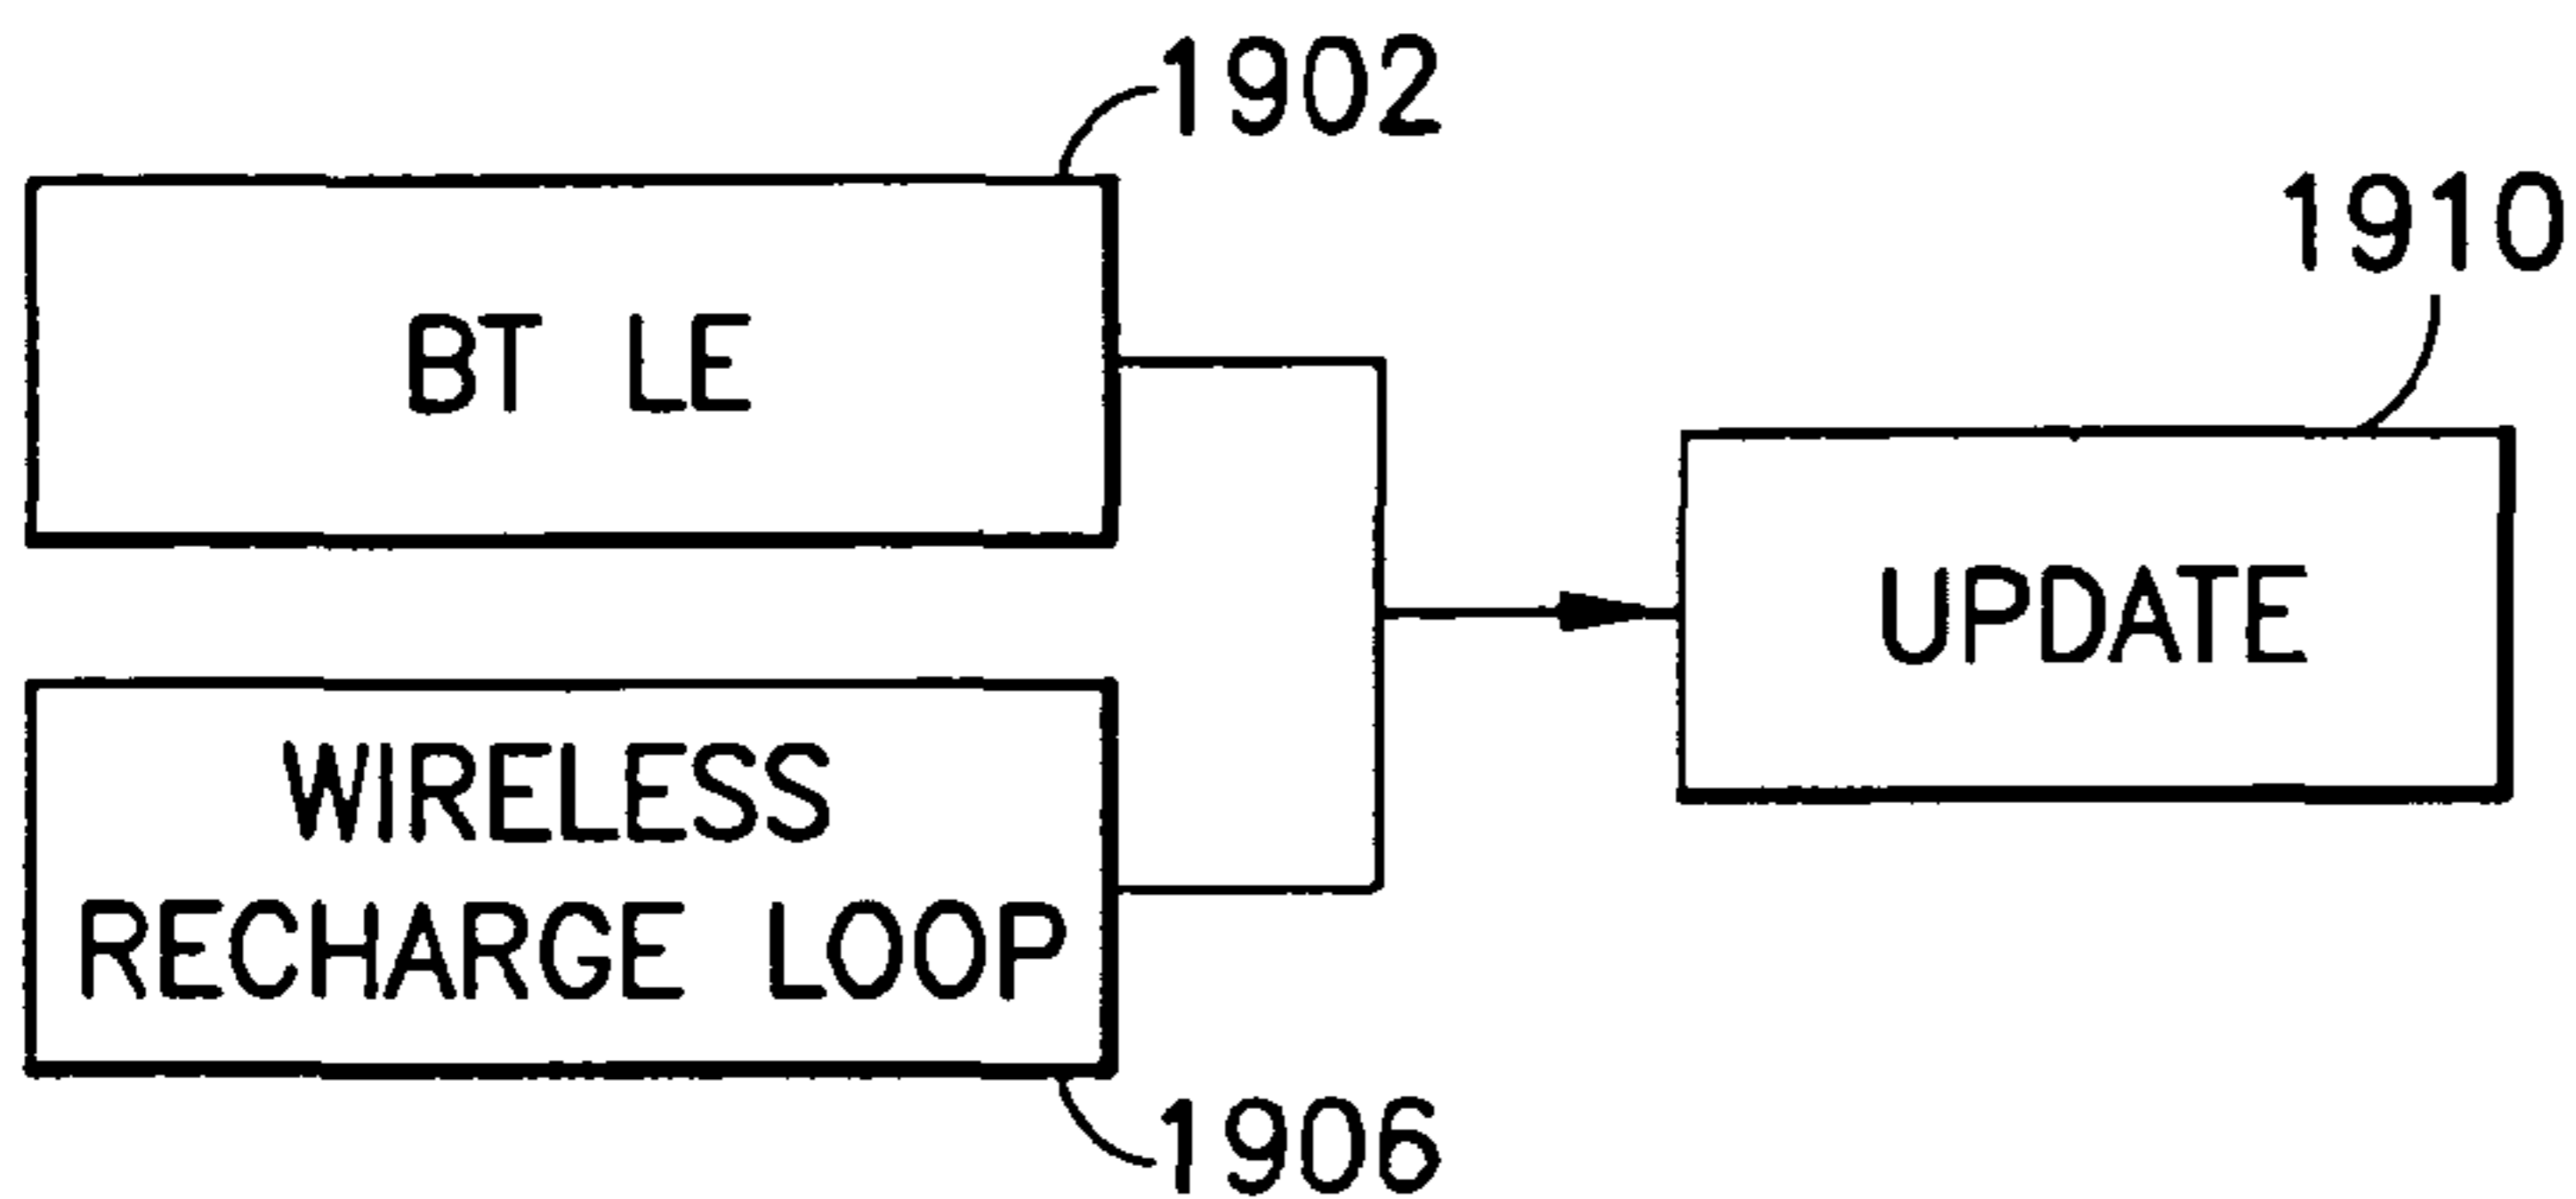 1902
BT LE
1910
UPDATE
WIRELESS
RECHARGE LOOP
1906